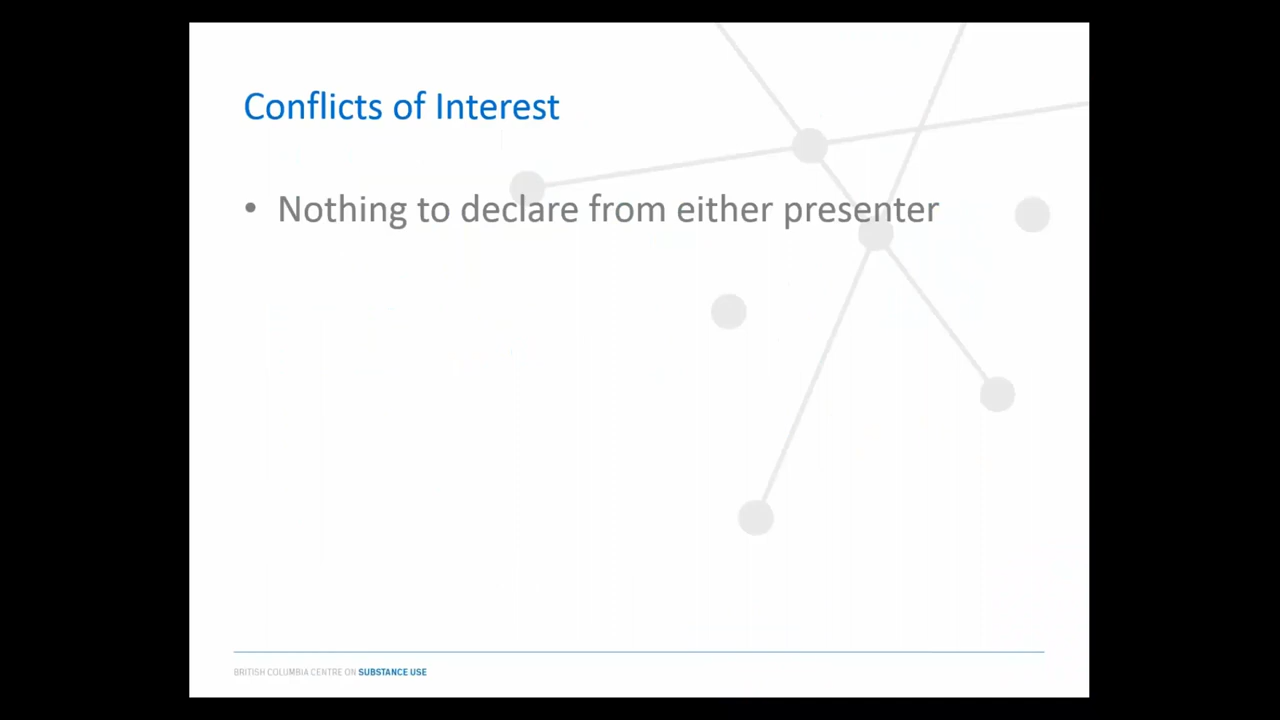 Conflicts of Interest
• Nothing to declare from either presenter
BRITISH COLUMBIA CENTRE ON SUBSTANCE USE